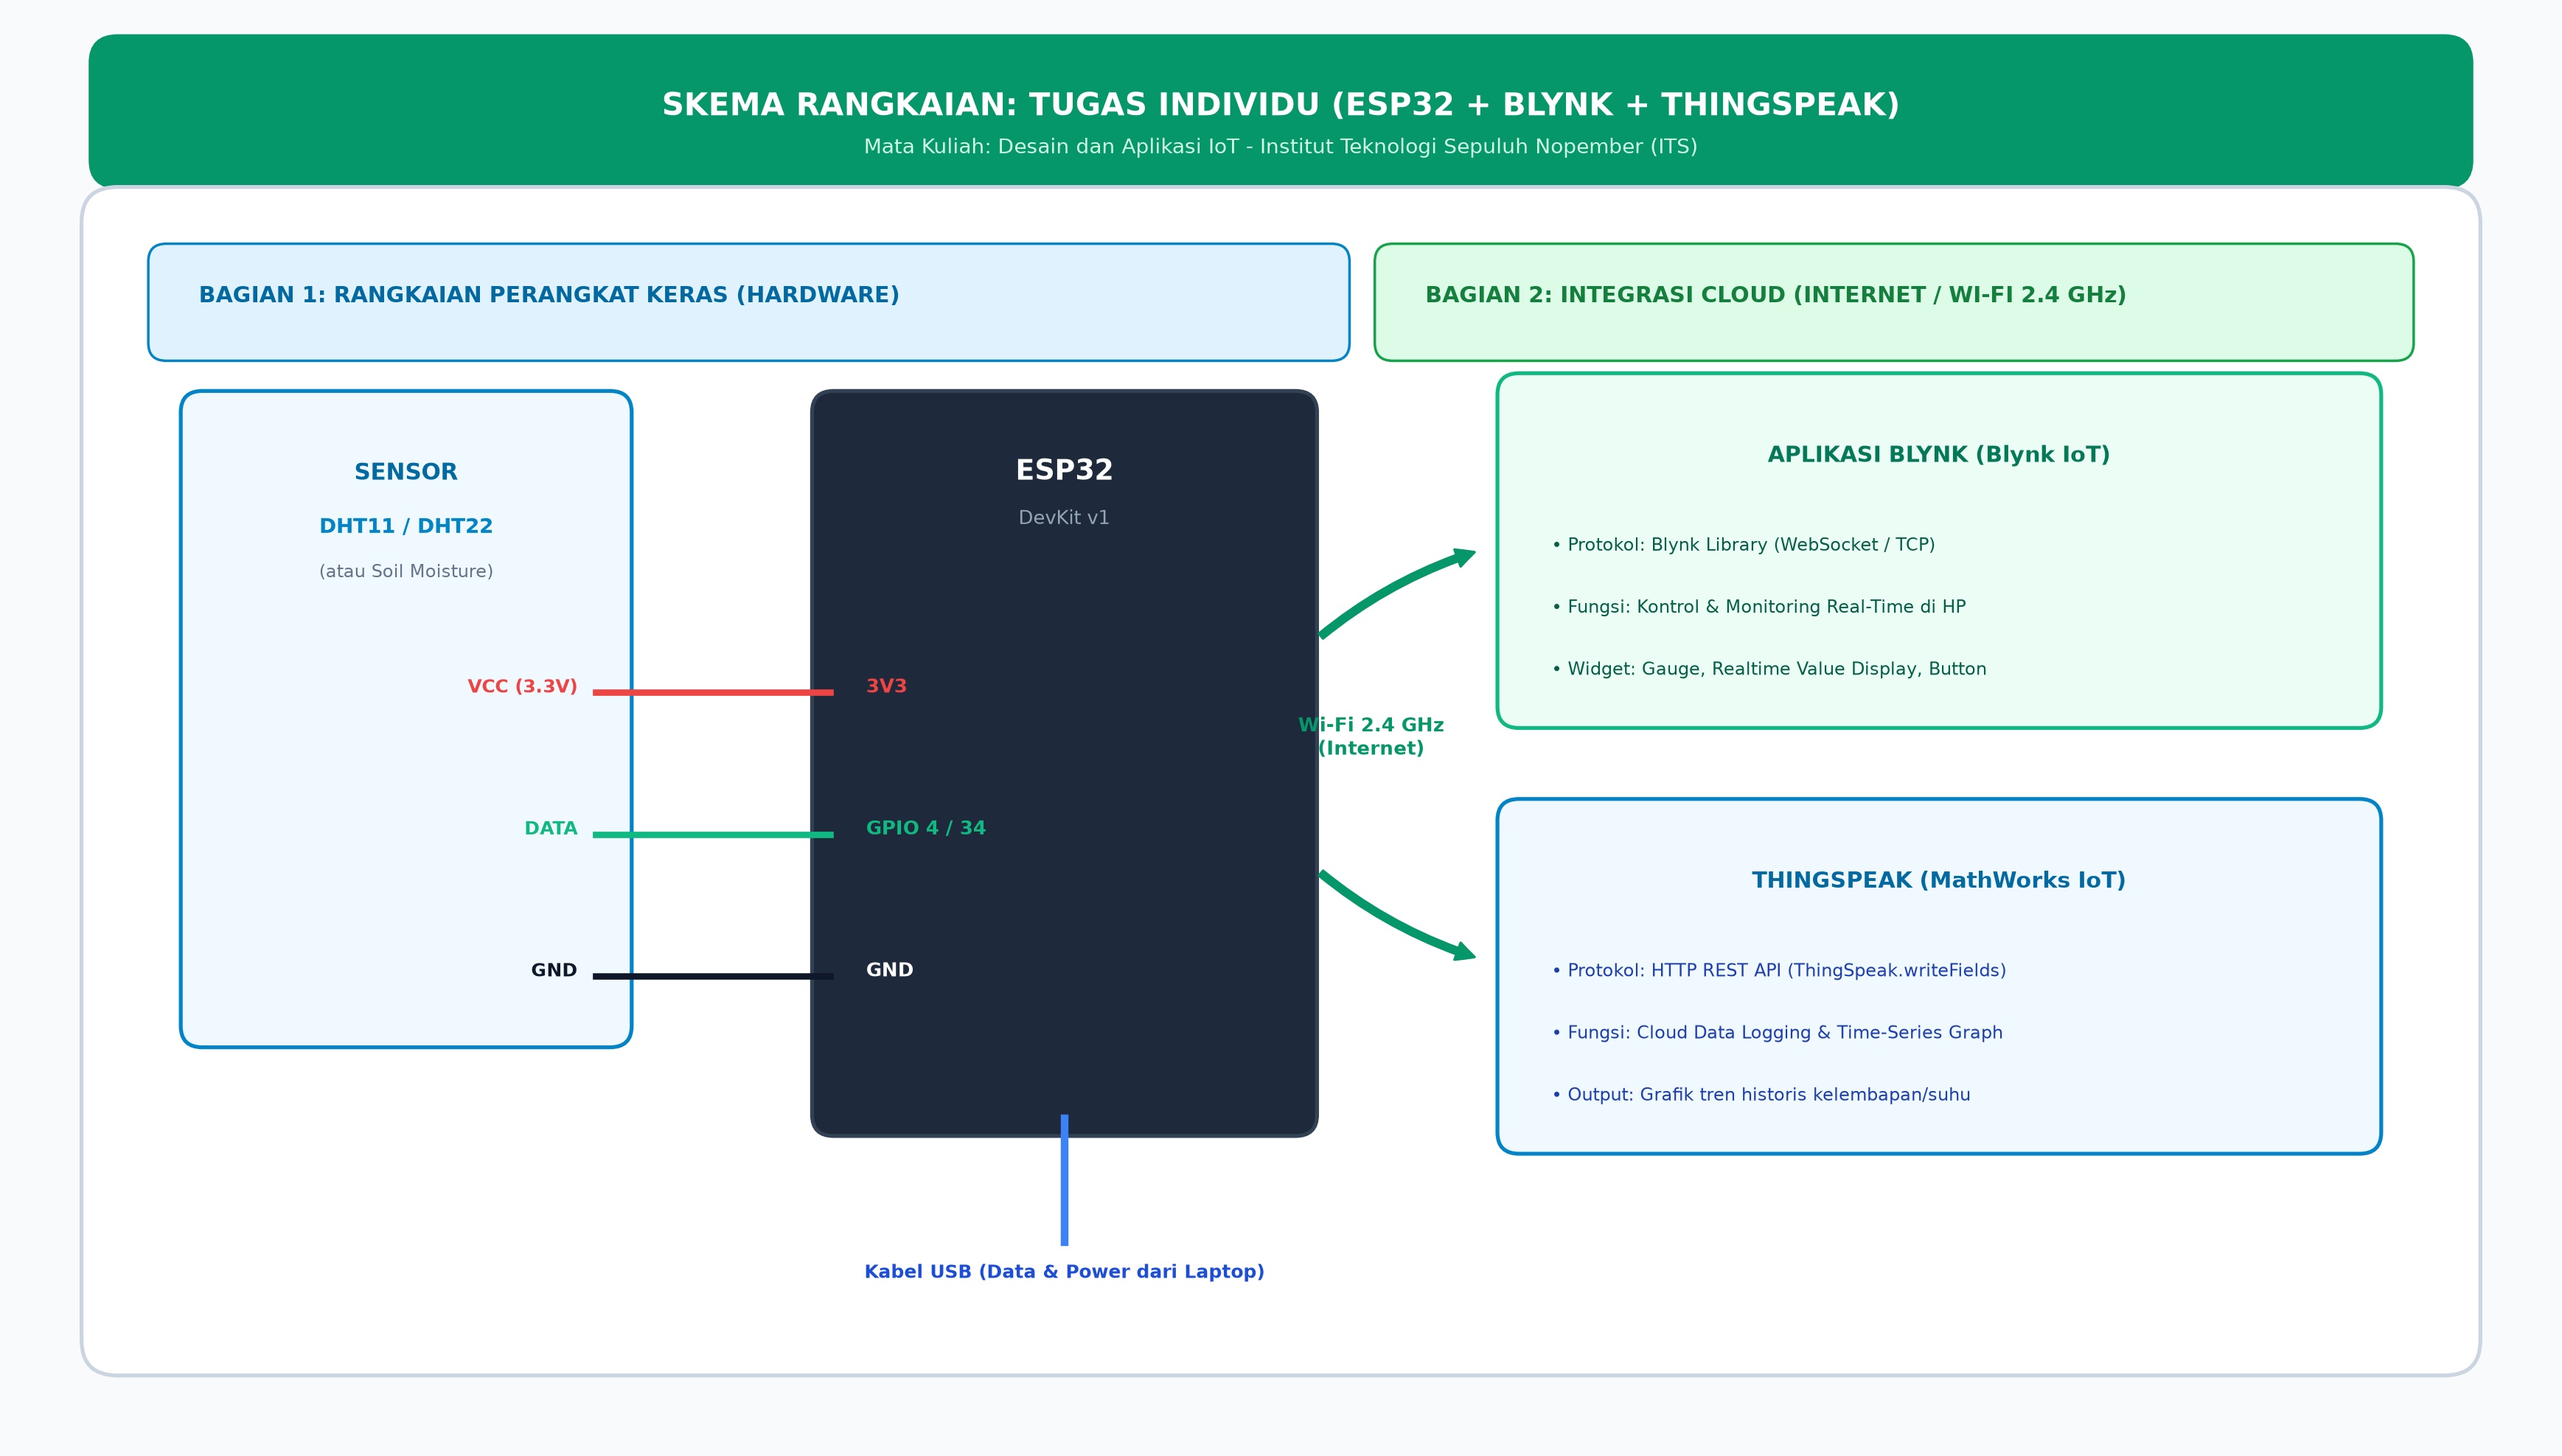 SKEMA RANGKAIAN: TUGAS INDIVIDU (ESP32 + BLYNK + THINGSPEAK)
Mata Kuliah: Desain dan Aplikasi IoT - Institut Teknologi Sepuluh Nopember (ITS)
BAGIAN 1: RANGKAIAN PERANGKAT KERAS (HARDWARE)
BAGIAN 2: INTEGRASI CLOUD (INTERNET / WI-FI 2.4 GHz)
SENSOR
DHT11 / DHT22
(atau Soil Moisture)
VCC (3.3V)
DATA
GND
ESP32
DevKit v1
3V3
GPIO 4 / 34
GND
Kabel USB (Data & Power dari Laptop)
Wi-Fi 2.4 GHz
(Internet)
APLIKASI BLYNK (Blynk IoT)
• Protokol: Blynk Library (WebSocket / TCP)
• Fungsi: Kontrol & Monitoring Real-Time di HP
• Widget: Gauge, Realtime Value Display, Button
THINGSPEAK (MathWorks IoT)
• Protokol: HTTP REST API (ThingSpeak.writeFields)
• Fungsi: Cloud Data Logging & Time-Series Graph
• Output: Grafik tren historis kelembapan/suhu